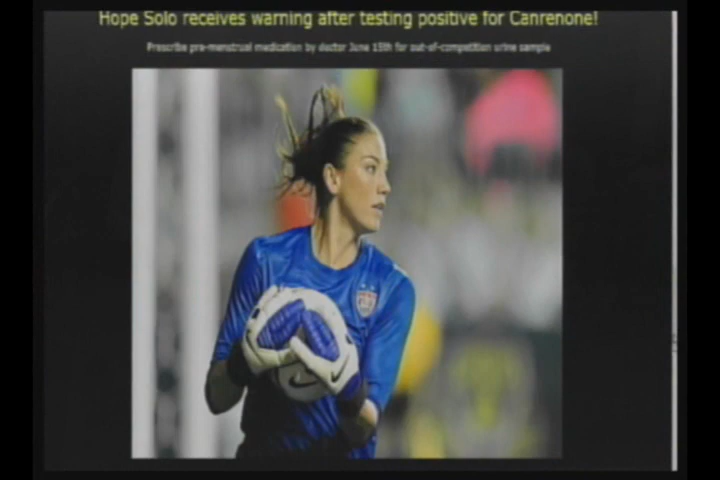 Hope Solo receives warning after testing positive for Canrenone!
Prescribe pre-menstrual medication by doctor June 15th for out-of-competition urine sample